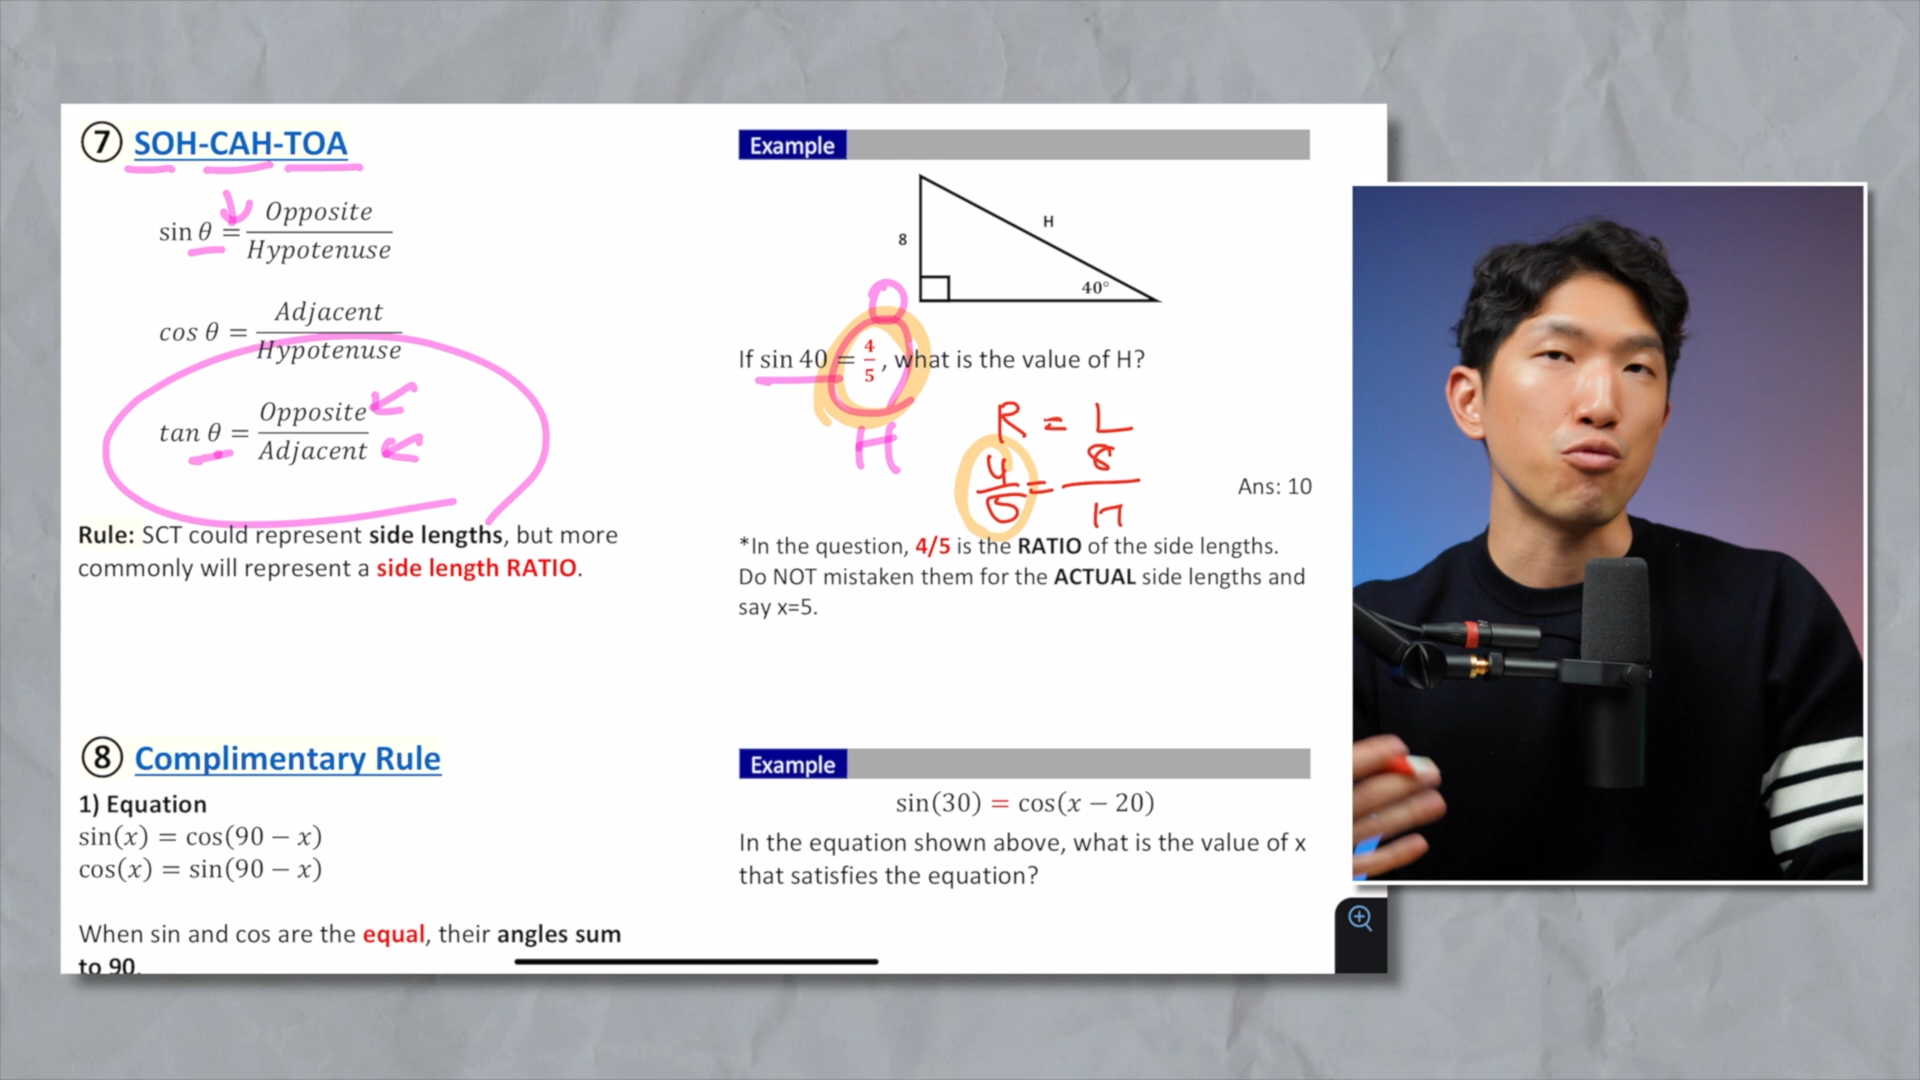 7 SOH-CAH-TOA
sin θ = Opposite / Hypotenuse
cos θ = Adjacent / Hypotenuse
tan θ = Opposite / Adjacent
Rule: SCT could represent side lengths, but more
commonly will represent a side length RATIO.
Example
8
H
40°
O
If sin 40 = 4/5, what is the value of H?
H
R = L
4/5 = 8/H
Ans: 10
*In the question, 4/5 is the RATIO of the side lengths.
Do NOT mistaken them for the ACTUAL side lengths and
say x=5.
8 Complimentary Rule
1) Equation
sin(x) = cos(90 − x)
cos(x) = sin(90 − x)
When sin and cos are the equal, their angles sum
to 90.
Example
sin(30) = cos(x − 20)
In the equation shown above, what is the value of x
that satisfies the equation?